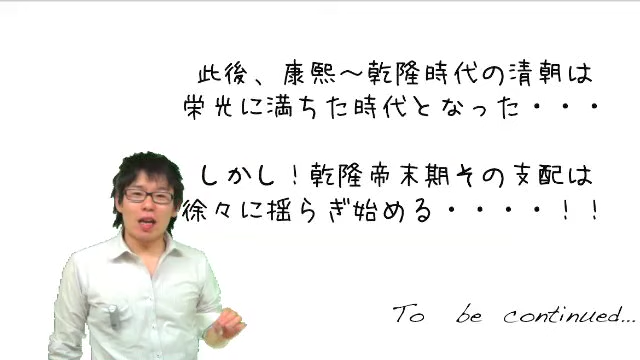 此後、康熙〜乾隆時代の清朝は
栄光に満ちた時代となった・・・
しかし！乾隆帝末期その支配は
徐々に揺らぎ始める・・・・！！
To be continued...